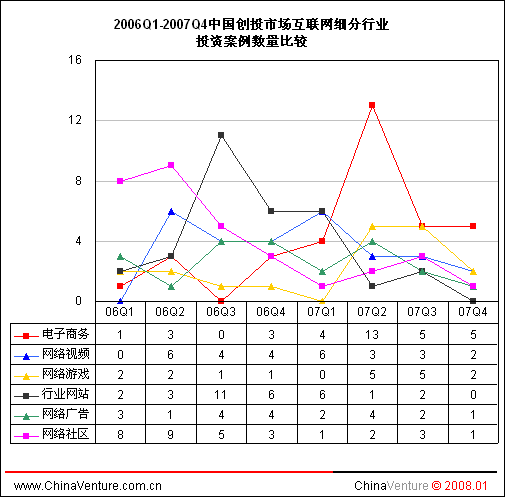 2006Q1-2007Q4中国创投市场互联网细分行业
投资案例数量比较
16
12
8
4
0
06Q1 06Q2 06Q3 06Q4 07Q1 07Q2 07Q3 07Q4
电子商务 1 3 0 3 4 13 5 5
网络视频 0 6 4 4 6 3 3 2
网络游戏 2 2 1 1 0 5 5 2
行业网站 2 3 11 6 6 1 2 0
网络广告 3 1 4 4 2 4 2 1
网络社区 8 9 5 3 1 2 3 1
www.ChinaVenture.com.cn ChinaVenture © 2008.01